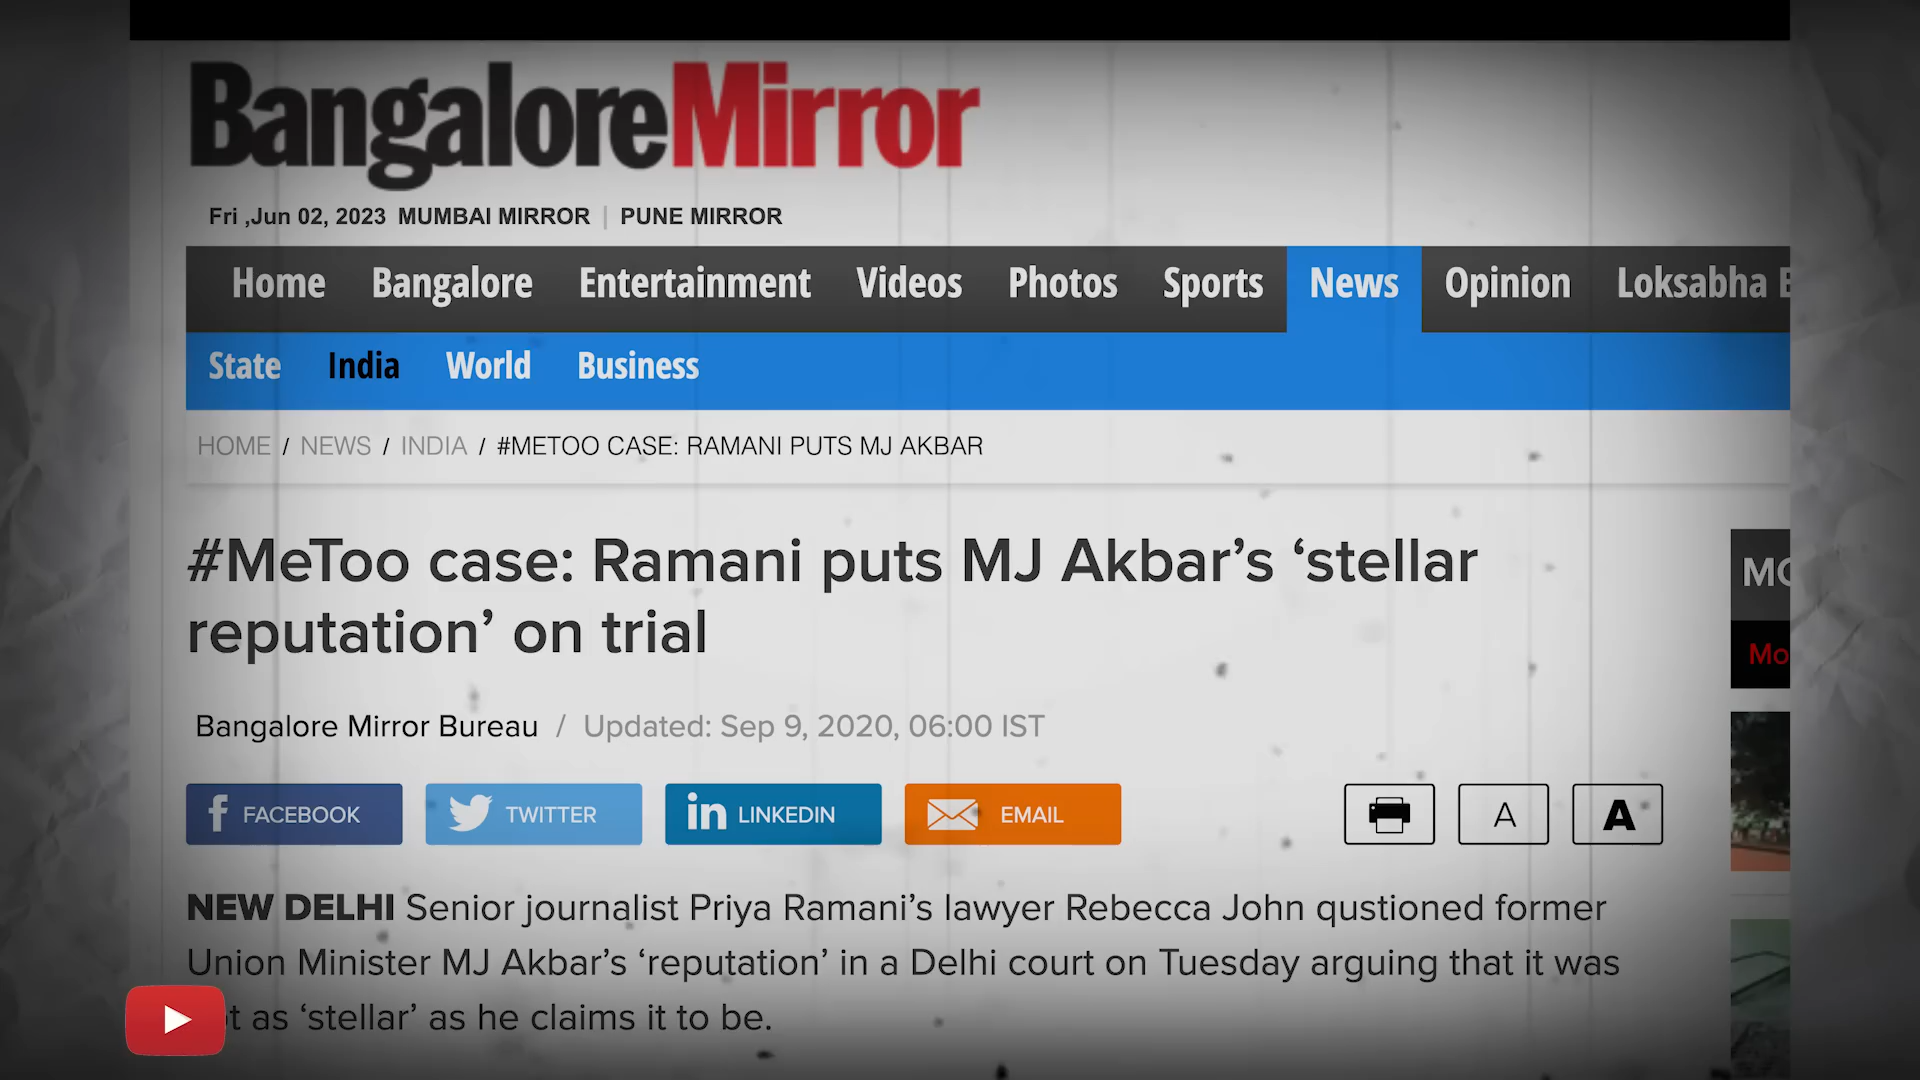 BangaloreMirror
Fri ,Jun 02, 2023 MUMBAI MIRROR | PUNE MIRROR
Home Bangalore Entertainment Videos Photos Sports News Opinion Loksabha E
State India World Business
HOME / NEWS / INDIA / #METOO CASE: RAMANI PUTS MJ AKBAR
#MeToo case: Ramani puts MJ Akbar’s ‘stellar
reputation’ on trial
MO
Mo
Bangalore Mirror Bureau / Updated: Sep 9, 2020, 06:00 IST
f FACEBOOK TWITTER in LINKEDIN EMAIL A A
NEW DELHI Senior journalist Priya Ramani’s lawyer Rebecca John qustioned former
Union Minister MJ Akbar’s ‘reputation’ in a Delhi court on Tuesday arguing that it was
as ‘stellar’ as he claims it to be.